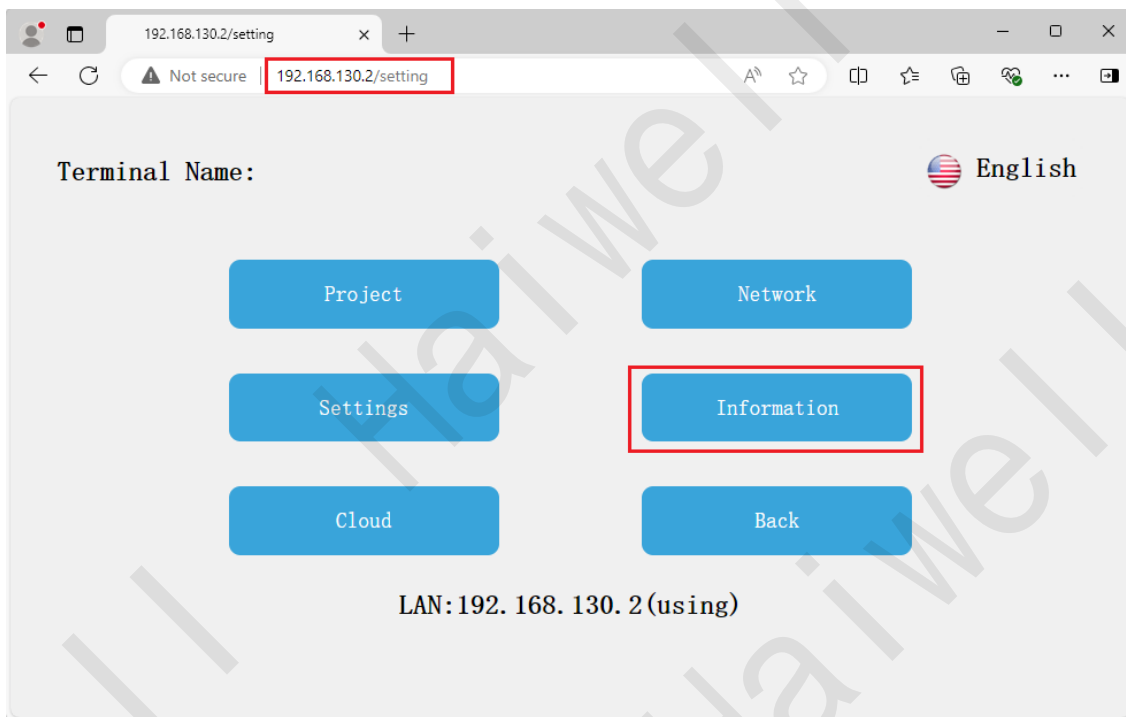 192.168.130.2/setting
Not secure 192.168.130.2/setting
Terminal Name:
English
Project
Network
Settings
Information
Cloud
Back
LAN:192.168.130.2(using)
Haiwell
Haiwell